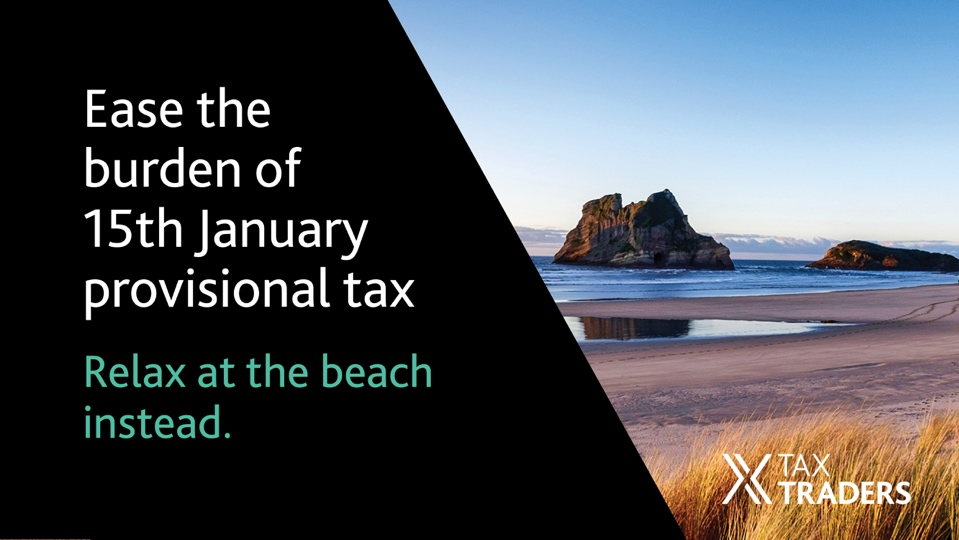 Ease the
burden of
15th January
provisional tax
Relax at the beach
instead.
TAX
TRADERS